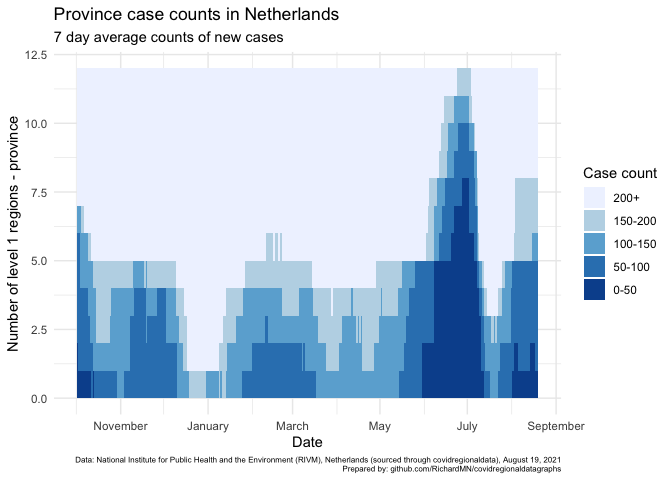 Province case counts in Netherlands
7 day average counts of new cases
12.5
10.0
7.5
5.0
2.5
0.0
Number of level 1 regions - province
November
January
March
May
July
September
Date
Case count
200+
150-200
100-150
50-100
0-50
Data: National Institute for Public Health and the Environment (RIVM), Netherlands (sourced through covidregionaldata), August 19, 2021
Prepared by: github.com/RichardMN/covidregionaldatagraphs